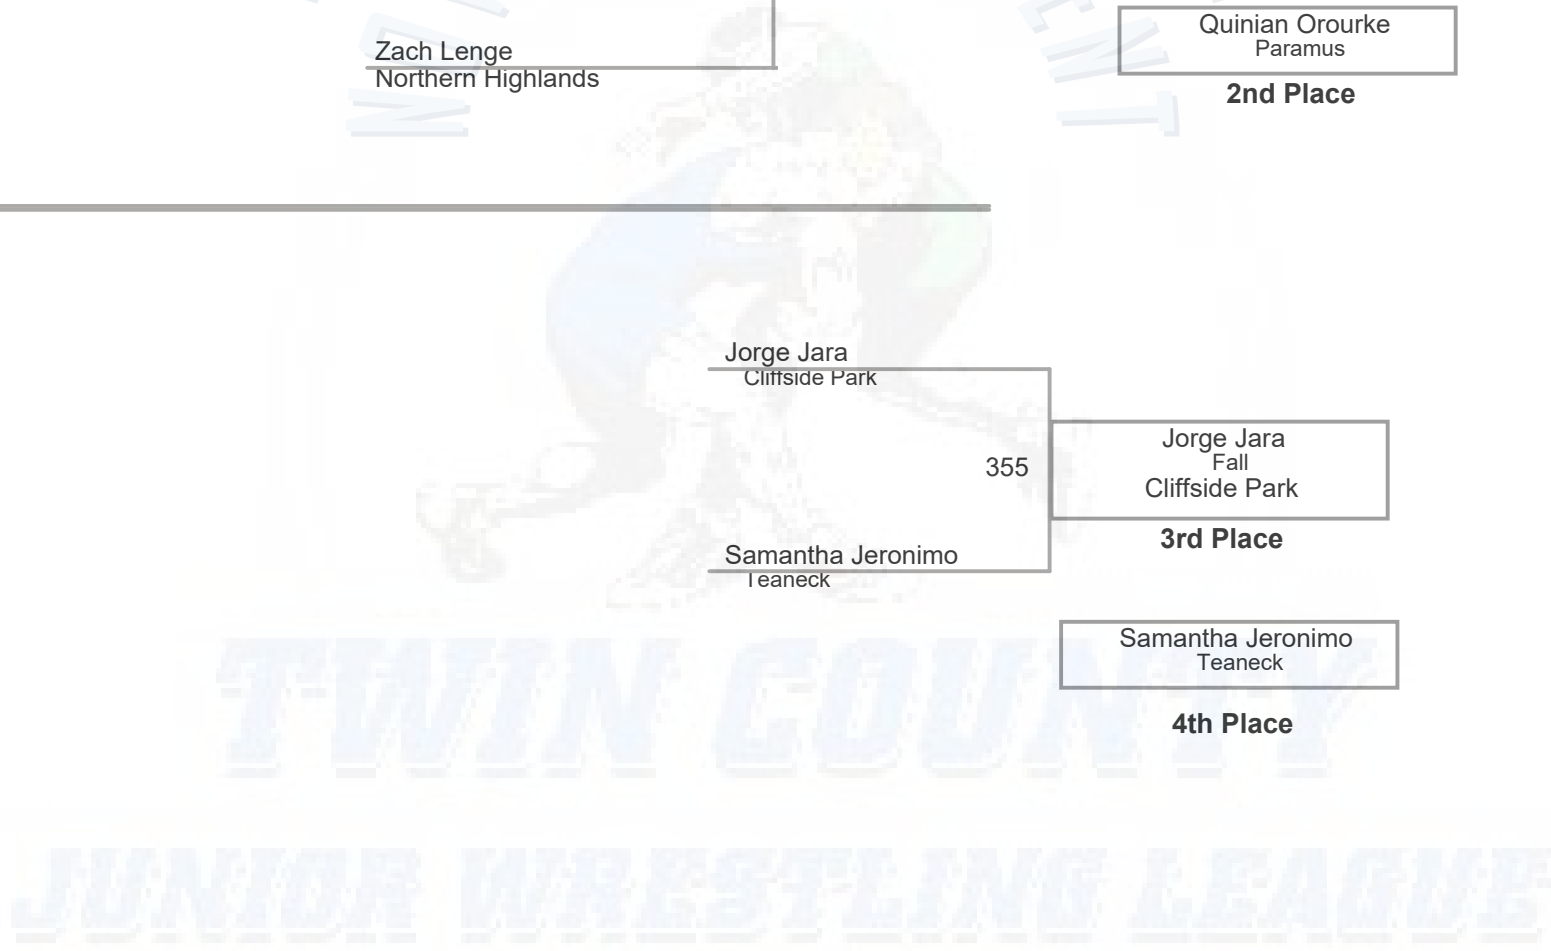 Quinian Orourke
Paramus
2nd Place
Zach Lenge
Northern Highlands
Jorge Jara
Cliffside Park
355
Jorge Jara
Fall
Cliffside Park
3rd Place
Samantha Jeronimo
Teaneck
Samantha Jeronimo
Teaneck
4th Place
TWIN COUNTY
JUNIOR WRESTLING LEAGUE